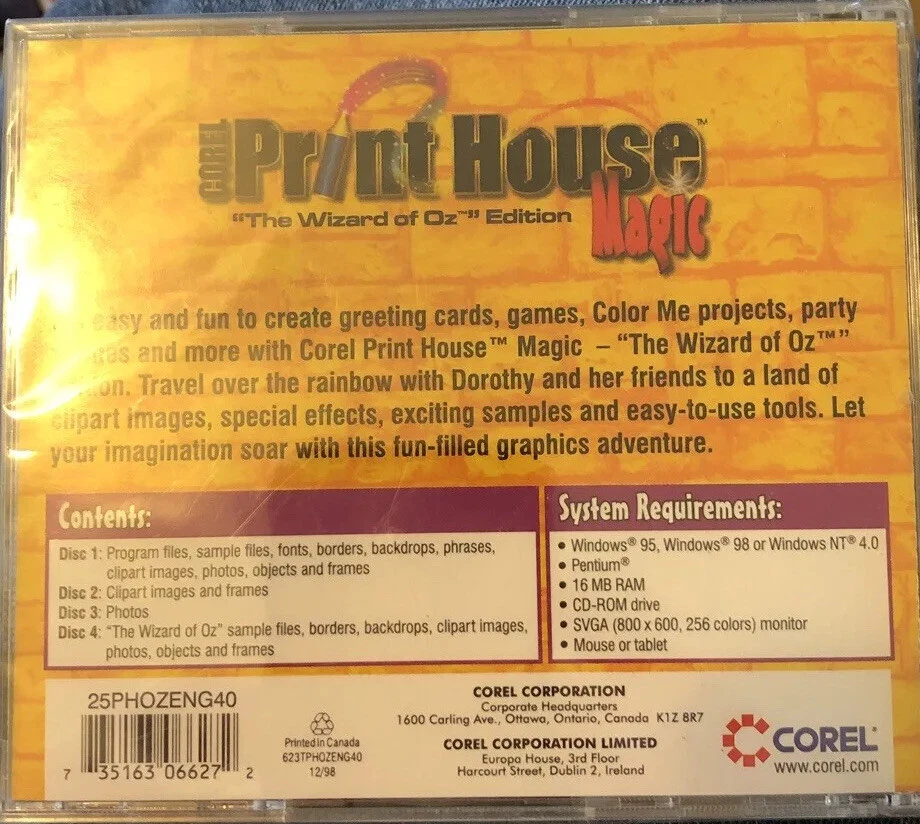 COREL Print House™
Magic
"The Wizard of Oz™" Edition
easy and fun to create greeting cards, games, Color Me projects, party
and more with Corel Print House™ Magic – "The Wizard of Oz™"
Travel over the rainbow with Dorothy and her friends to a land of
clipart images, special effects, exciting samples and easy-to-use tools. Let
your imagination soar with this fun-filled graphics adventure.
Contents:
Disc 1: Program files, sample files, fonts, borders, backdrops, phrases,
clipart images, photos, objects and frames
Disc 2: Clipart images and frames
Disc 3: Photos
Disc 4: "The Wizard of Oz" sample files, borders, backdrops, clipart images,
photos, objects and frames
System Requirements:
• Windows® 95, Windows® 98 or Windows NT® 4.0
• Pentium®
• 16 MB RAM
• CD-ROM drive
• SVGA (800 x 600, 256 colors) monitor
• Mouse or tablet
25PHOZENG40
7 35163 06627 2
Printed in Canada
623TPHOZENG40
12/98
COREL CORPORATION
Corporate Headquarters
1600 Carling Ave., Ottawa, Ontario, Canada K1Z 8R7
COREL CORPORATION LIMITED
Europa House, 3rd Floor
Harcourt Street, Dublin 2, Ireland
COREL®
www.corel.com